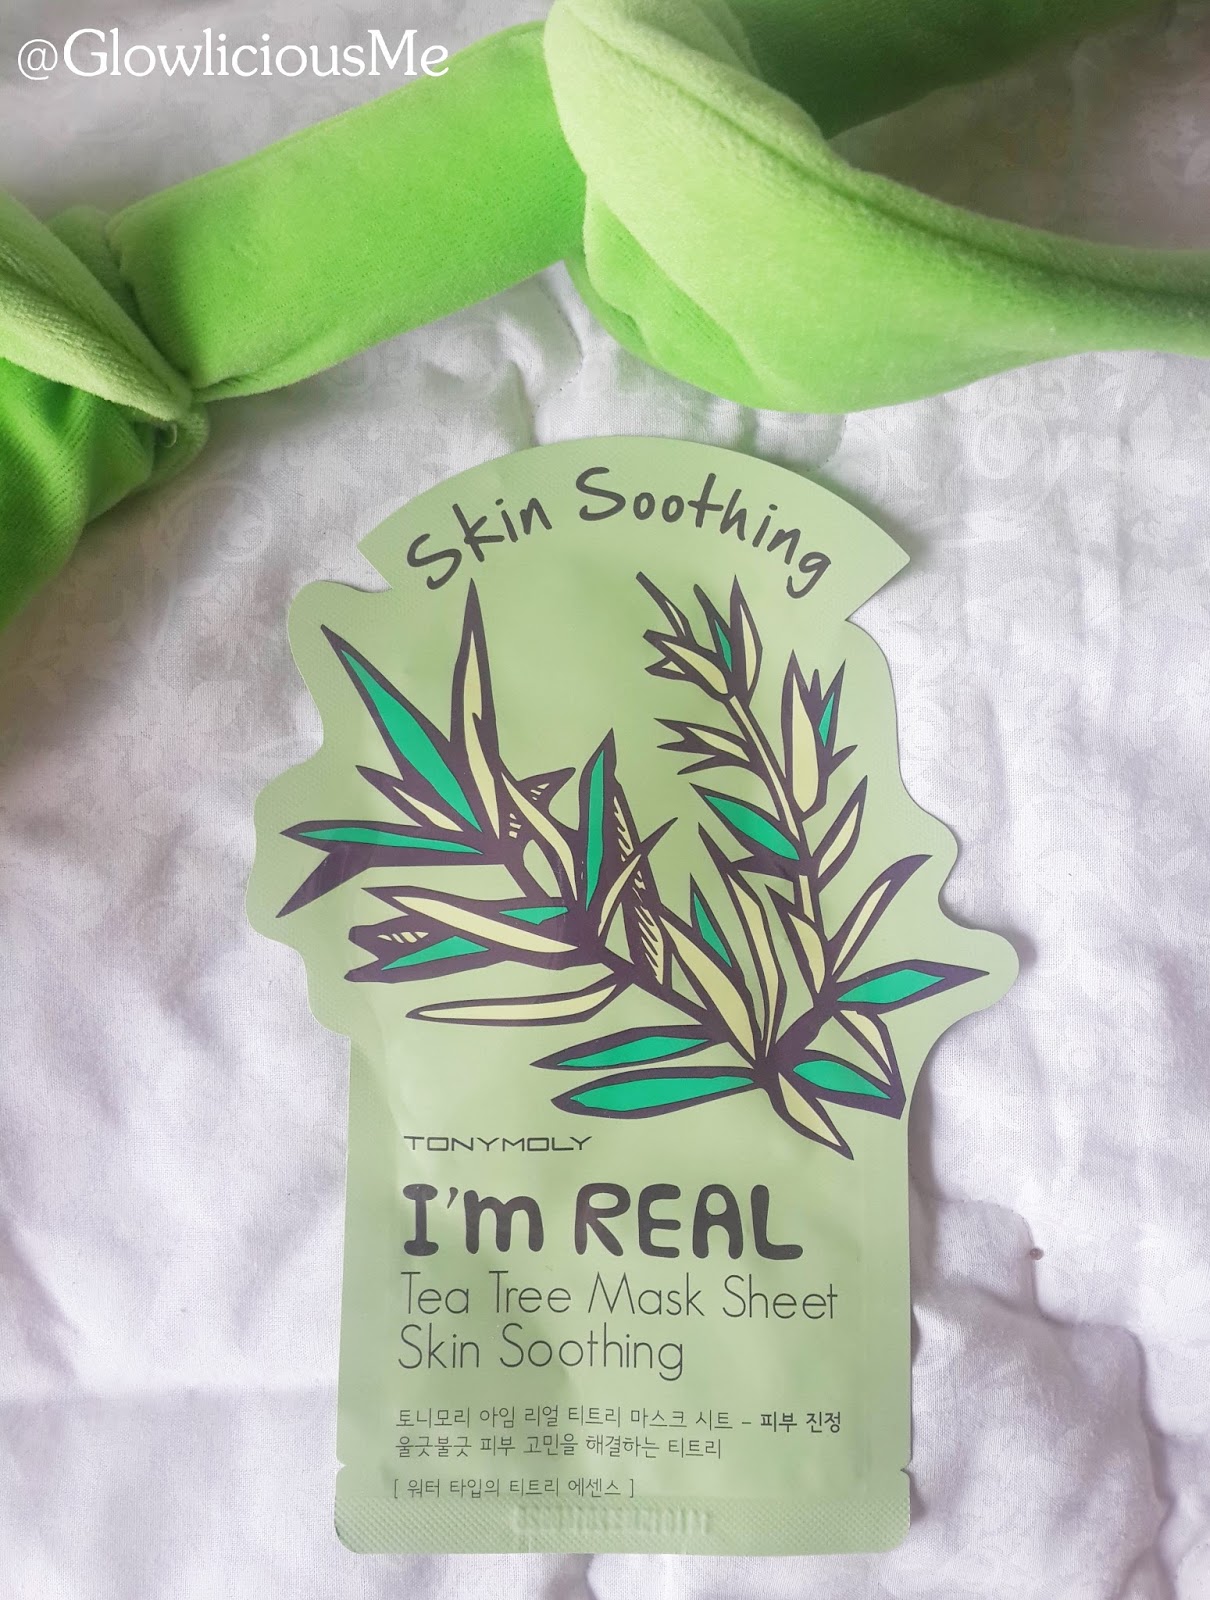 @GlowliciousMe
Skin Soothing
TONYMOLY
I'm REAL
Tea Tree Mask Sheet
Skin Soothing
토니모리 아임 리얼 티트리 마스크 시트 - 피부 진정
울긋불긋 피부 고민을 해결하는 티트리
[ 워터 타입의 티트리 에센스 ]